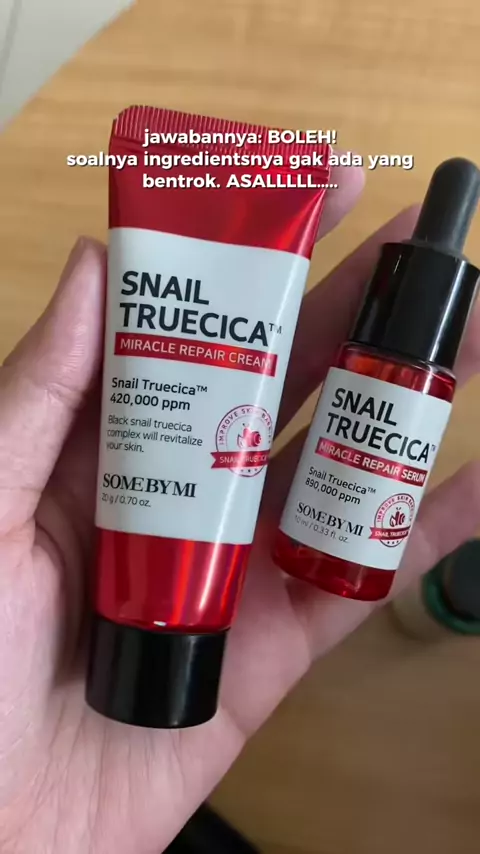 jawabannya: BOLEH!
soalnya ingredientsnya gak ada yang
bentrok. ASALLLLL.....
SNAIL
TRUECICA™
MIRACLE REPAIR CREAM
Snail Truecica™
420,000 ppm
Black snail truecica
complex will revitalize
your skin.
SOME BY MI
20 g / 0.70 oz.
SNAIL TRUECICA
SNAIL
TRUECICA™
MIRACLE REPAIR SERUM
Snail Truecica™
890,000 ppm
SOME BY MI
0.33 fl. oz.
SNAIL TRUECICA